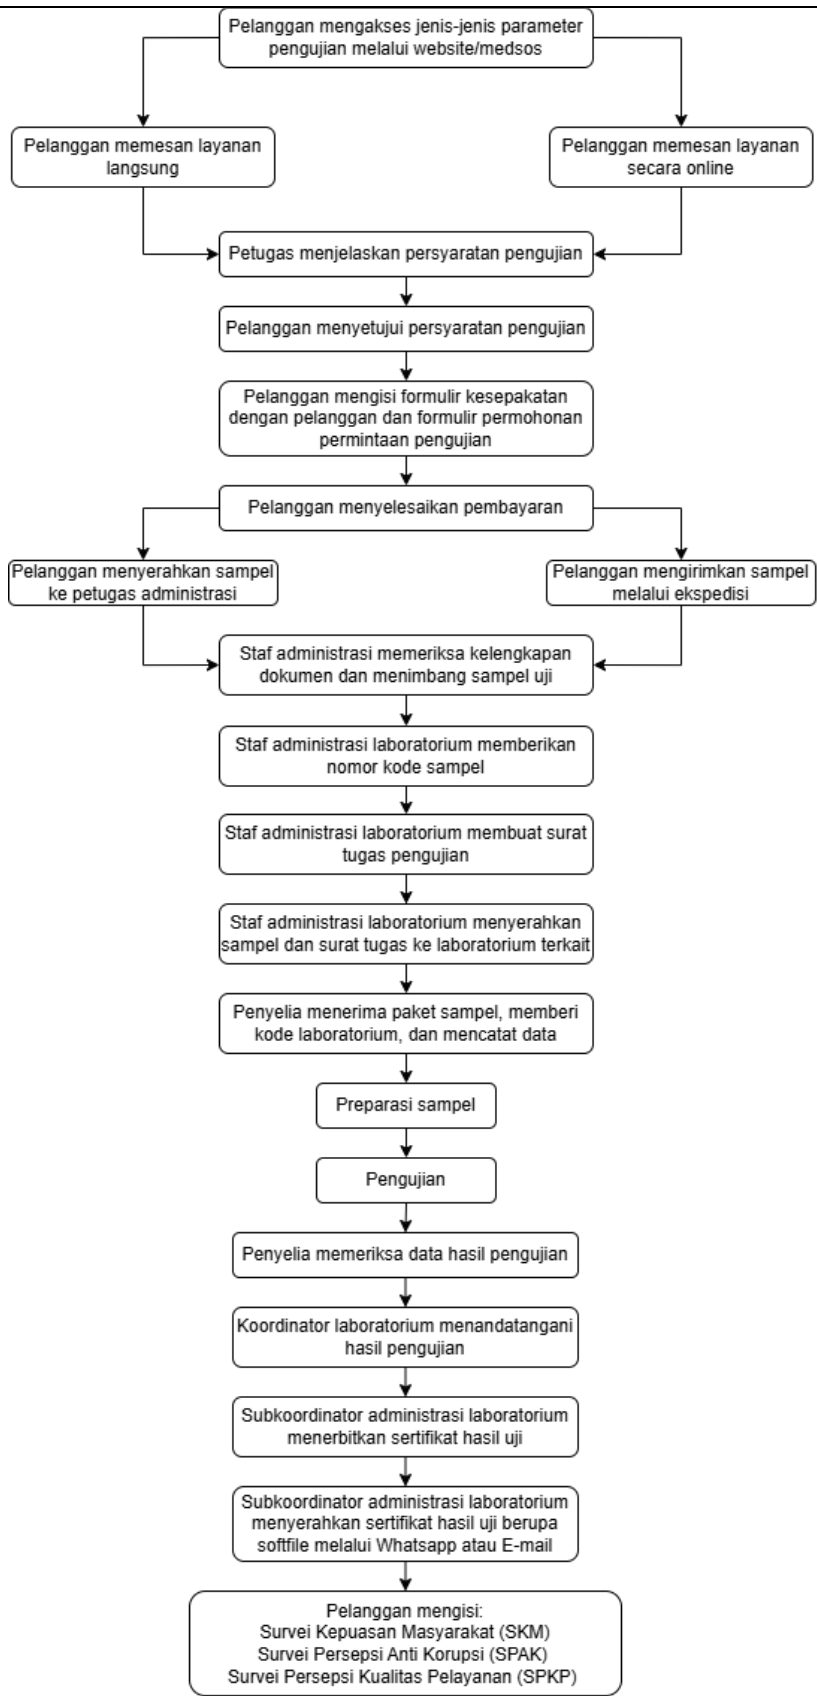 Pelanggan mengakses jenis-jenis parameter
pengujian melalui website/medsos
Pelanggan memesan layanan
langsung
Pelanggan memesan layanan
secara online
Petugas menjelaskan persyaratan pengujian
Pelanggan menyetujui persyaratan pengujian
Pelanggan mengisi formulir kesepakatan
dengan pelanggan dan formulir permohonan
permintaan pengujian
Pelanggan menyelesaikan pembayaran
Pelanggan menyerahkan sampel
ke petugas administrasi
Pelanggan mengirimkan sampel
melalui ekspedisi
Staf administrasi memeriksa kelengkapan
dokumen dan menimbang sampel uji
Staf administrasi laboratorium memberikan
nomor kode sampel
Staf administrasi laboratorium membuat surat
tugas pengujian
Staf administrasi laboratorium menyerahkan
sampel dan surat tugas ke laboratorium terkait
Penyelia menerima paket sampel, memberi
kode laboratorium, dan mencatat data
Preparasi sampel
Pengujian
Penyelia memeriksa data hasil pengujian
Koordinator laboratorium menandatangani
hasil pengujian
Subkoordinator administrasi laboratorium
menerbitkan sertifikat hasil uji
Subkoordinator administrasi laboratorium
menyerahkan sertifikat hasil uji berupa
softfile melalui Whatsapp atau E-mail
Pelanggan mengisi:
Survei Kepuasan Masyarakat (SKM)
Survei Persepsi Anti Korupsi (SPAK)
Survei Persepsi Kualitas Pelayanan (SPKP)